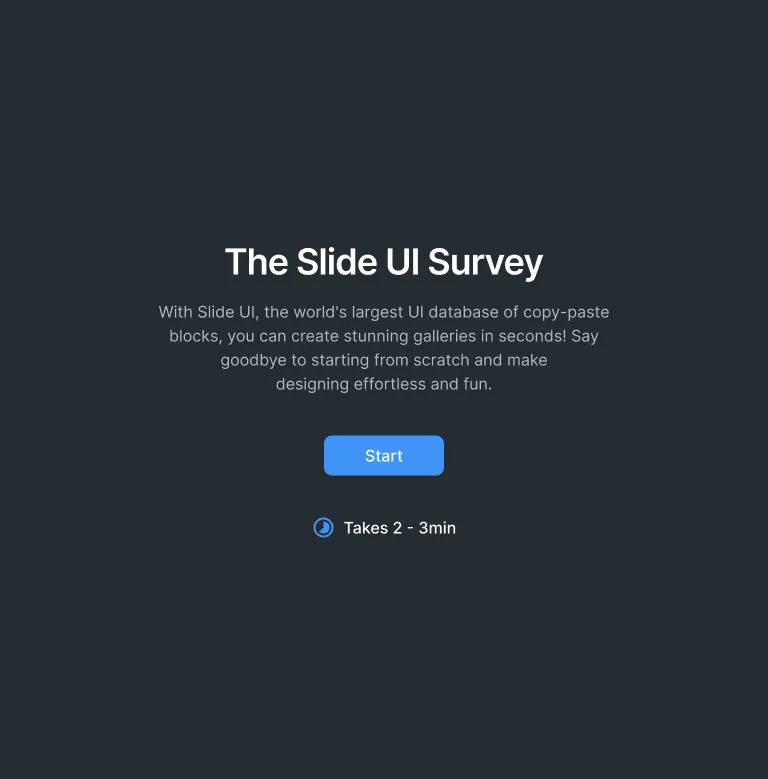 The Slide UI Survey
With Slide UI, the world's largest UI database of copy-paste
blocks, you can create stunning galleries in seconds! Say
goodbye to starting from scratch and make
designing effortless and fun.
Start
Takes 2 - 3min